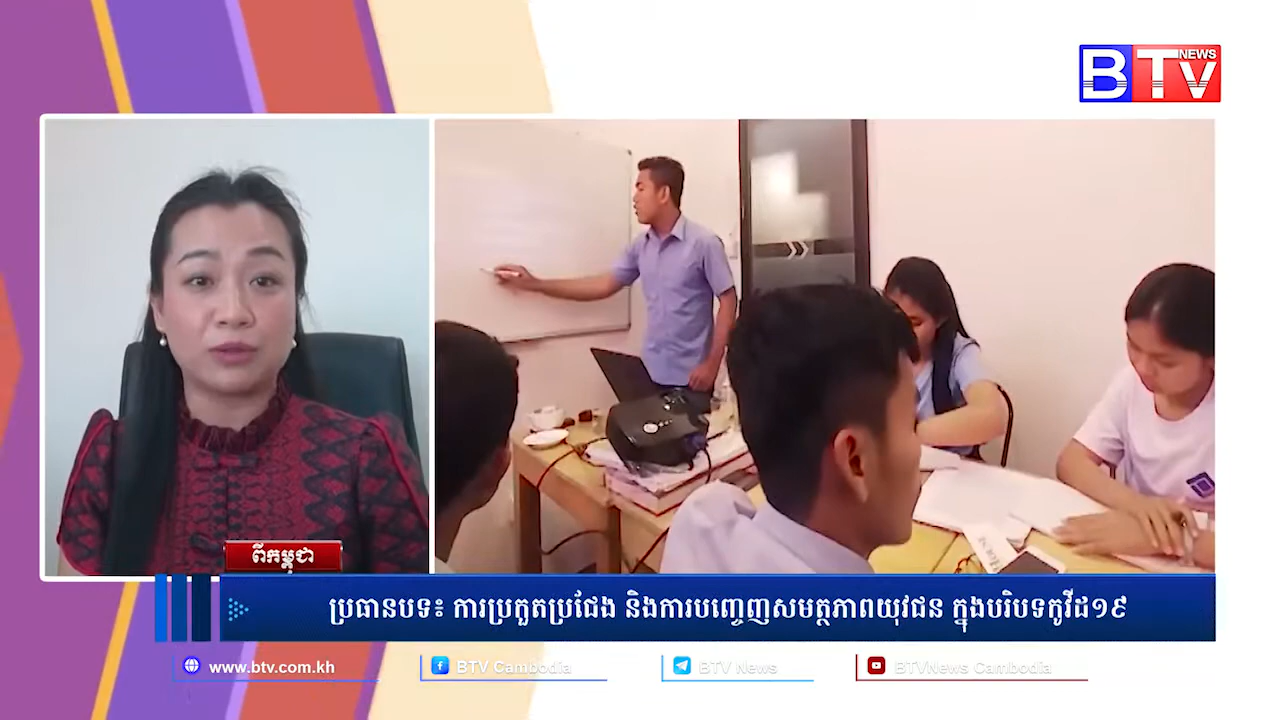 BTV NEWS
ពីកម្ពុជា
ប្រធានបទ៖ ការប្រកួតប្រជែង និងការបញ្ចេញសមត្ថភាពយុវជន ក្នុងបរិបទកូវីដ១៩
www.btv.com.kh
BTV Cambodia
BTV News
BTVNews Cambodia